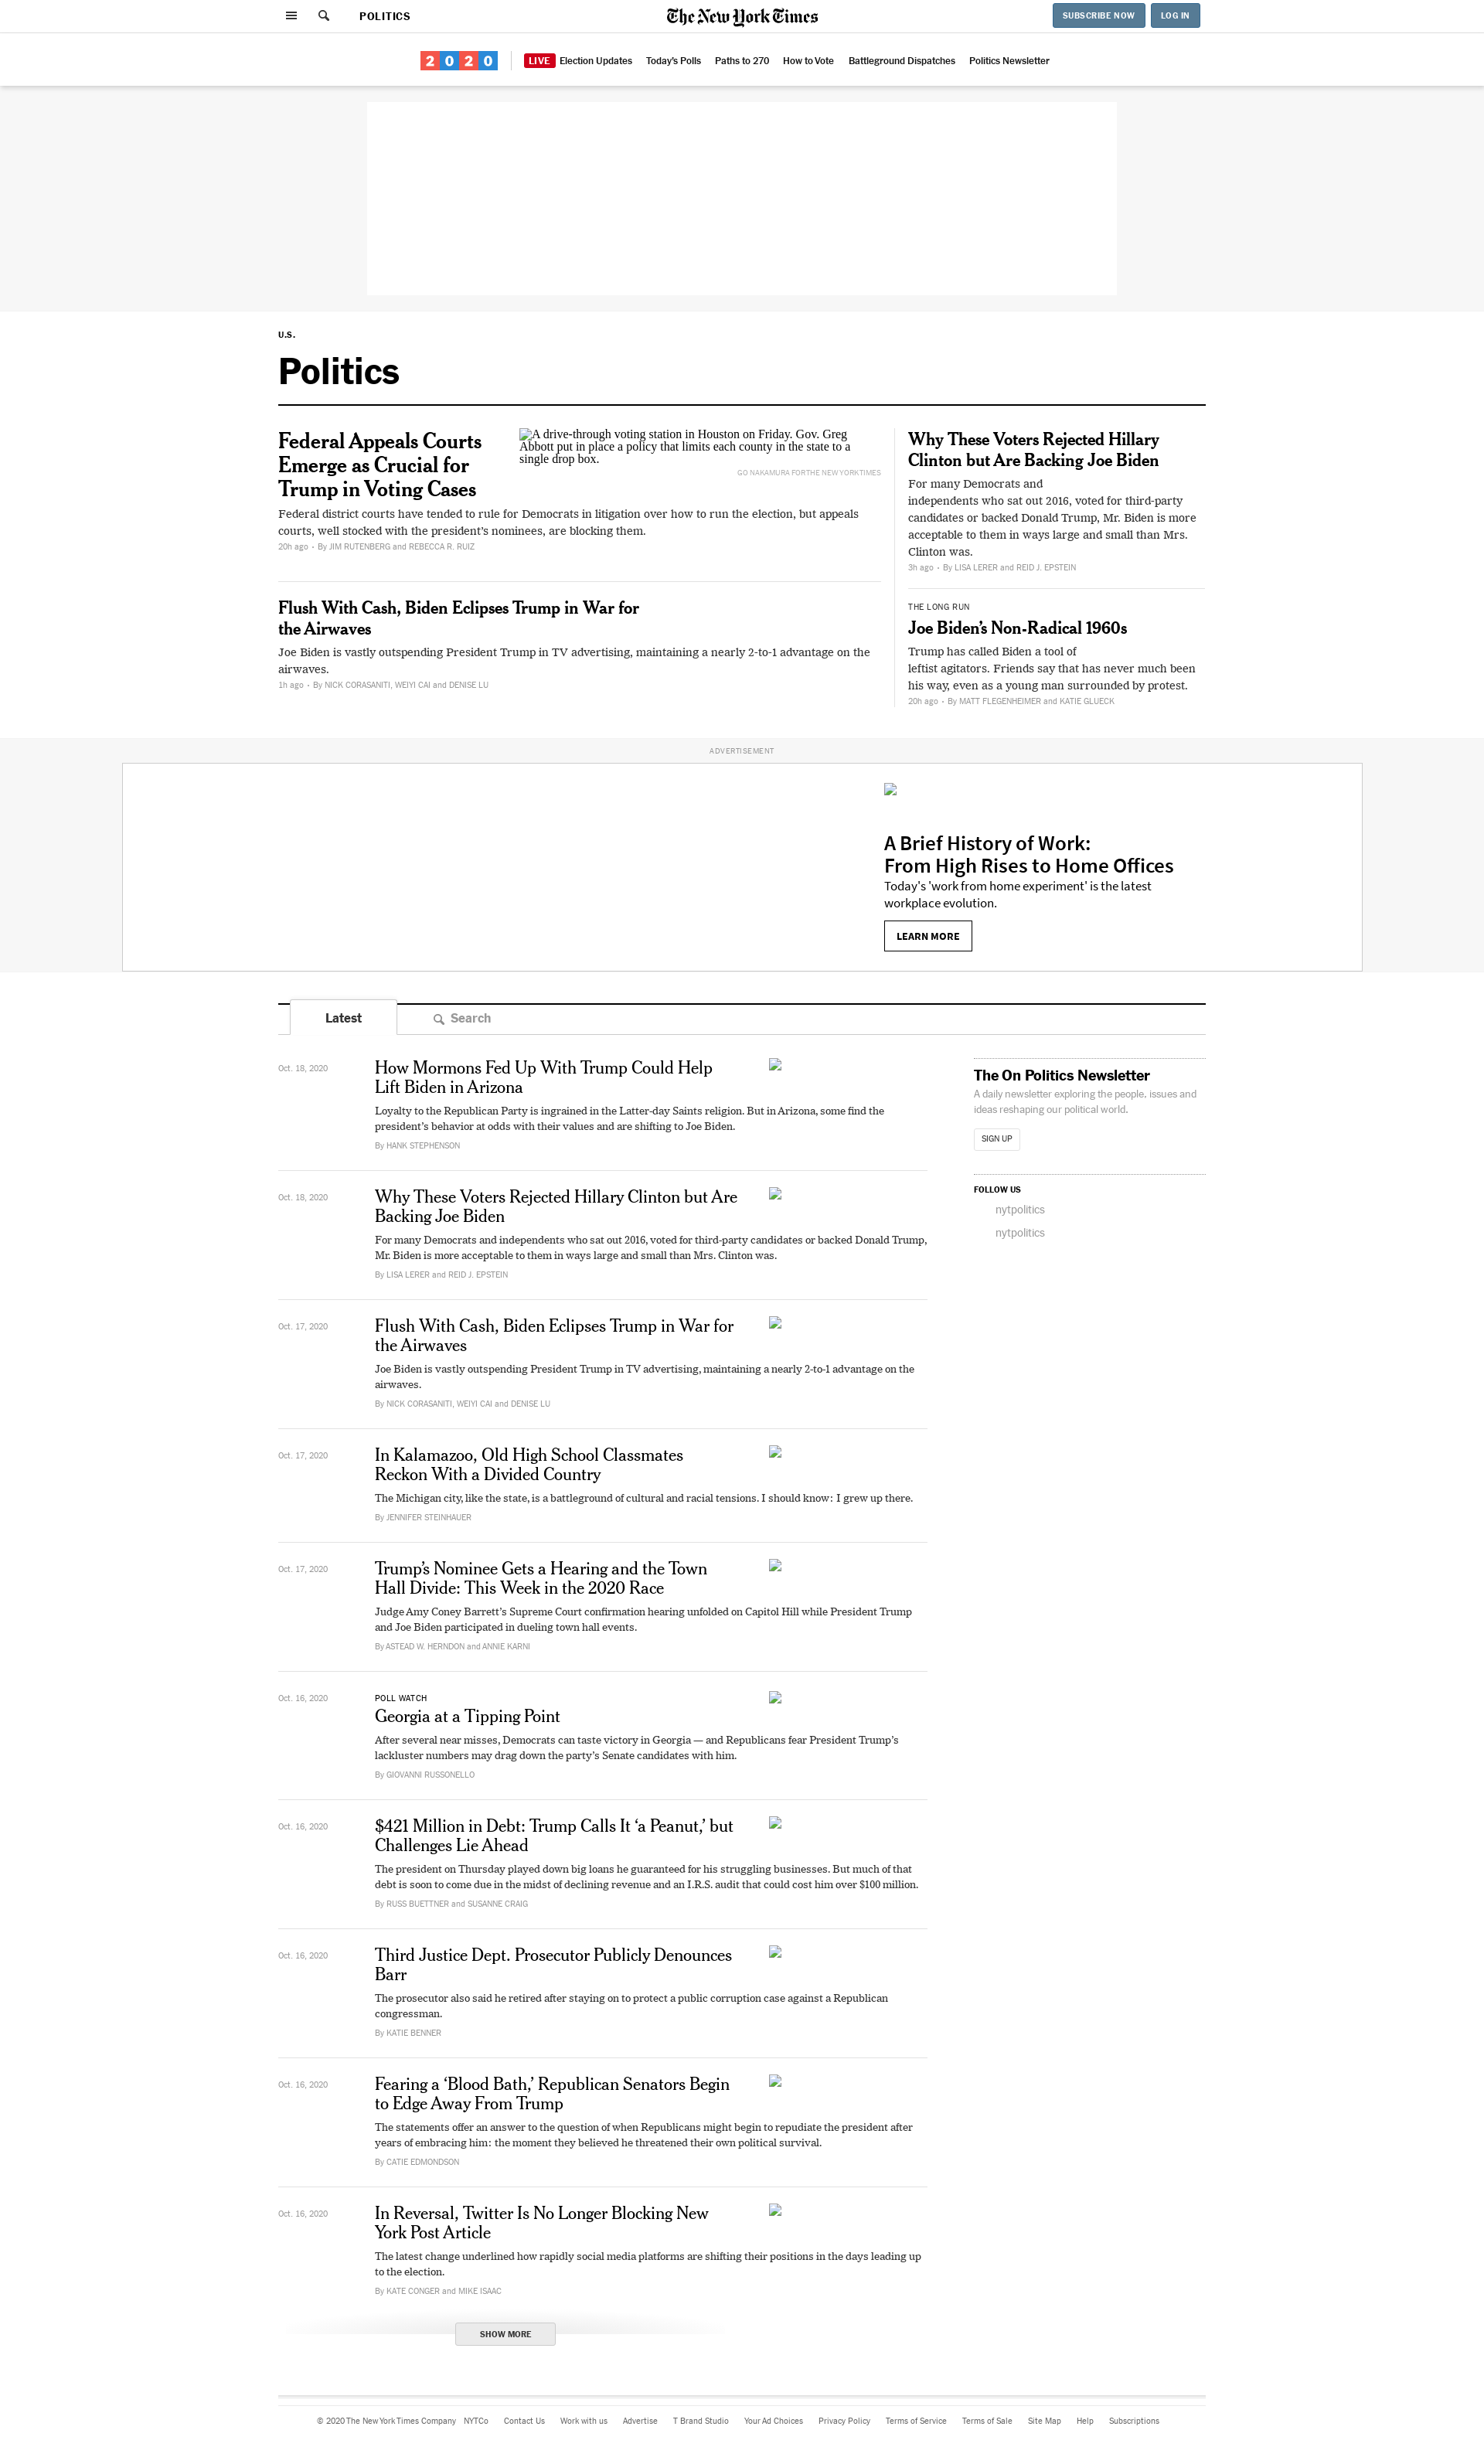 POLITICS
The New York Times
SUBSCRIBE NOW
LOG IN
2020
LIVE Election Updates
Today's Polls
Paths to 270
How to Vote
Battleground Dispatches
Politics Newsletter
U.S.
Politics
Federal Appeals Courts
Emerge as Crucial for
Trump in Voting Cases
A drive-through voting station in Houston on Friday. Gov. Greg
Abbott put in place a policy that limits each county in the state to a
single drop box.
GO NAKAMURA FOR THE NEW YORK TIMES
Federal district courts have tended to rule for Democrats in litigation over how to run the election, but appeals
courts, well stocked with the president's nominees, are blocking them.
20h ago • By JIM RUTENBERG and REBECCA R. RUIZ
Flush With Cash, Biden Eclipses Trump in War for
the Airwaves
Joe Biden is vastly outspending President Trump in TV advertising, maintaining a nearly 2-to-1 advantage on the
airwaves.
1h ago • By NICK CORASANITI, WEIYI CAI and DENISE LU
Why These Voters Rejected Hillary
Clinton but Are Backing Joe Biden
For many Democrats and
independents who sat out 2016, voted for third-party
candidates or backed Donald Trump, Mr. Biden is more
acceptable to them in ways large and small than Mrs.
Clinton was.
3h ago • By LISA LERER and REID J. EPSTEIN
THE LONG RUN
Joe Biden's Non-Radical 1960s
Trump has called Biden a tool of
leftist agitators. Friends say that has never much been
his way, even as a young man surrounded by protest.
20h ago • By MATT FLEGENHEIMER and KATIE GLUECK
ADVERTISEMENT
A Brief History of Work:
From High Rises to Home Offices
Today's 'work from home experiment' is the latest
workplace evolution.
LEARN MORE
Latest
Search
Oct. 18, 2020
How Mormons Fed Up With Trump Could Help
Lift Biden in Arizona
Loyalty to the Republican Party is ingrained in the Latter-day Saints religion. But in Arizona, some find the
president's behavior at odds with their values and are shifting to Joe Biden.
By HANK STEPHENSON
Oct. 18, 2020
Why These Voters Rejected Hillary Clinton but Are
Backing Joe Biden
For many Democrats and independents who sat out 2016, voted for third-party candidates or backed Donald Trump,
Mr. Biden is more acceptable to them in ways large and small than Mrs. Clinton was.
By LISA LERER and REID J. EPSTEIN
Oct. 17, 2020
Flush With Cash, Biden Eclipses Trump in War for
the Airwaves
Joe Biden is vastly outspending President Trump in TV advertising, maintaining a nearly 2-to-1 advantage on the
airwaves.
By NICK CORASANITI, WEIYI CAI and DENISE LU
Oct. 17, 2020
In Kalamazoo, Old High School Classmates
Reckon With a Divided Country
The Michigan city, like the state, is a battleground of cultural and racial tensions. I should know: I grew up there.
By JENNIFER STEINHAUER
Oct. 17, 2020
Trump's Nominee Gets a Hearing and the Town
Hall Divide: This Week in the 2020 Race
Judge Amy Coney Barrett's Supreme Court confirmation hearing unfolded on Capitol Hill while President Trump
and Joe Biden participated in dueling town hall events.
By ASTEAD W. HERNDON and ANNIE KARNI
Oct. 16, 2020
POLL WATCH
Georgia at a Tipping Point
After several near misses, Democrats can taste victory in Georgia — and Republicans fear President Trump's
lackluster numbers may drag down the party's Senate candidates with him.
By GIOVANNI RUSSONELLO
Oct. 16, 2020
$421 Million in Debt: Trump Calls It 'a Peanut,' but
Challenges Lie Ahead
The president on Thursday played down big loans he guaranteed for his struggling businesses. But much of that
debt is soon to come due in the midst of declining revenue and an I.R.S. audit that could cost him over $100 million.
By RUSS BUETTNER and SUSANNE CRAIG
Oct. 16, 2020
Third Justice Dept. Prosecutor Publicly Denounces
Barr
The prosecutor also said he retired after staying on to protect a public corruption case against a Republican
congressman.
By KATIE BENNER
Oct. 16, 2020
Fearing a 'Blood Bath,' Republican Senators Begin
to Edge Away From Trump
The statements offer an answer to the question of when Republicans might begin to repudiate the president after
years of embracing him: the moment they believed he threatened their own political survival.
By CATIE EDMONDSON
Oct. 16, 2020
In Reversal, Twitter Is No Longer Blocking New
York Post Article
The latest change underlined how rapidly social media platforms are shifting their positions in the days leading up
to the election.
By KATE CONGER and MIKE ISAAC
SHOW MORE
The On Politics Newsletter
A daily newsletter exploring the people, issues and
ideas reshaping our political world.
SIGN UP
FOLLOW US
nytpolitics
nytpolitics
© 2020 The New York Times Company
NYTCo
Contact Us
Work with us
Advertise
T Brand Studio
Your Ad Choices
Privacy Policy
Terms of Service
Terms of Sale
Site Map
Help
Subscriptions